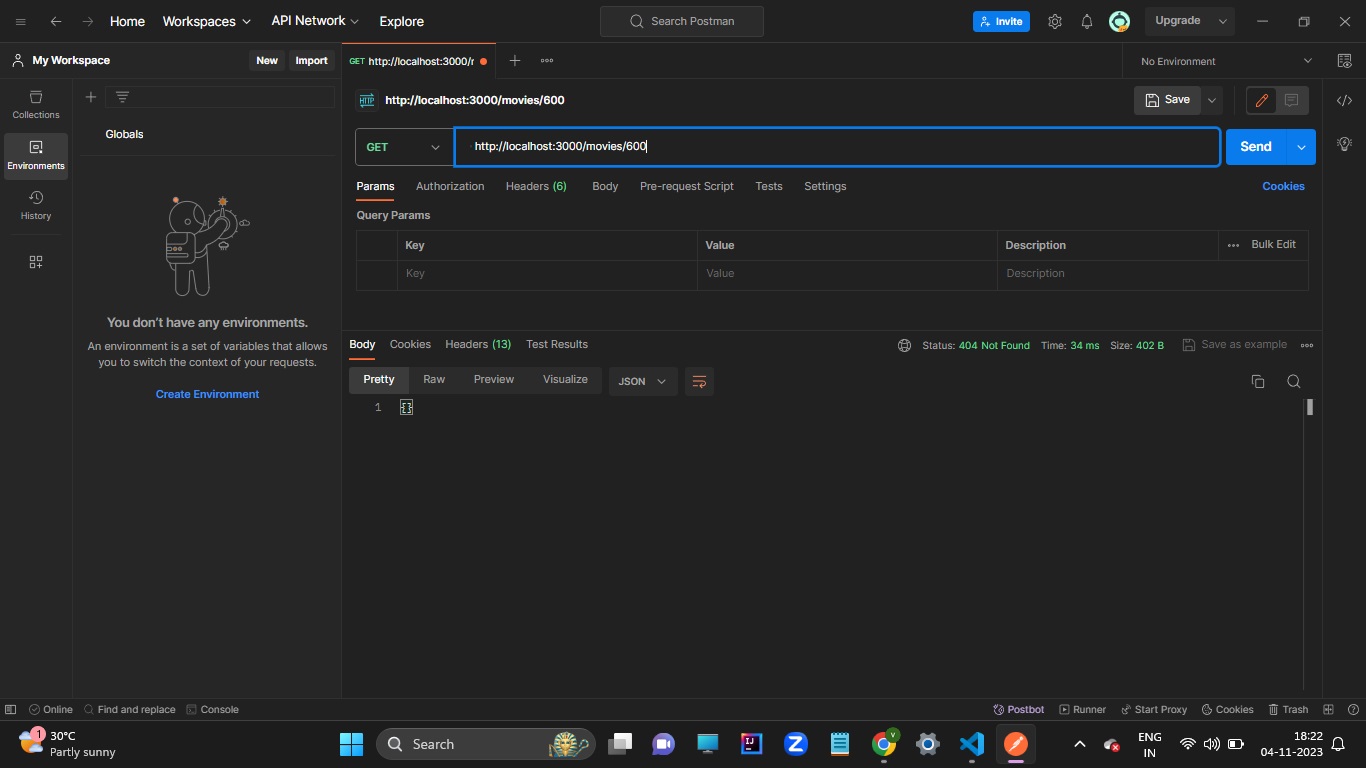 Home Workspaces API Network Explore Search Postman Invite Upgrade
My Workspace New Import GET http://localhost:3000/r No Environment
HTTP http://localhost:3000/movies/600 Save
Collections
Globals
GET http://localhost:3000/movies/600 Send
Environments
Params Authorization Headers (6) Body Pre-request Script Tests Settings Cookies
History
Query Params
Key Value Description Bulk Edit
Key Value Description
You don't have any environments.
An environment is a set of variables that allows
you to switch the context of your requests.
Create Environment
Body Cookies Headers (13) Test Results Status: 404 Not Found Time: 34 ms Size: 402 B Save as example
Pretty Raw Preview Visualize JSON
1 {}
Online Find and replace Console Postbot Runner Start Proxy Cookies Trash
1 30°C
Partly sunny
Search
ENG
IN
18:22
04-11-2023